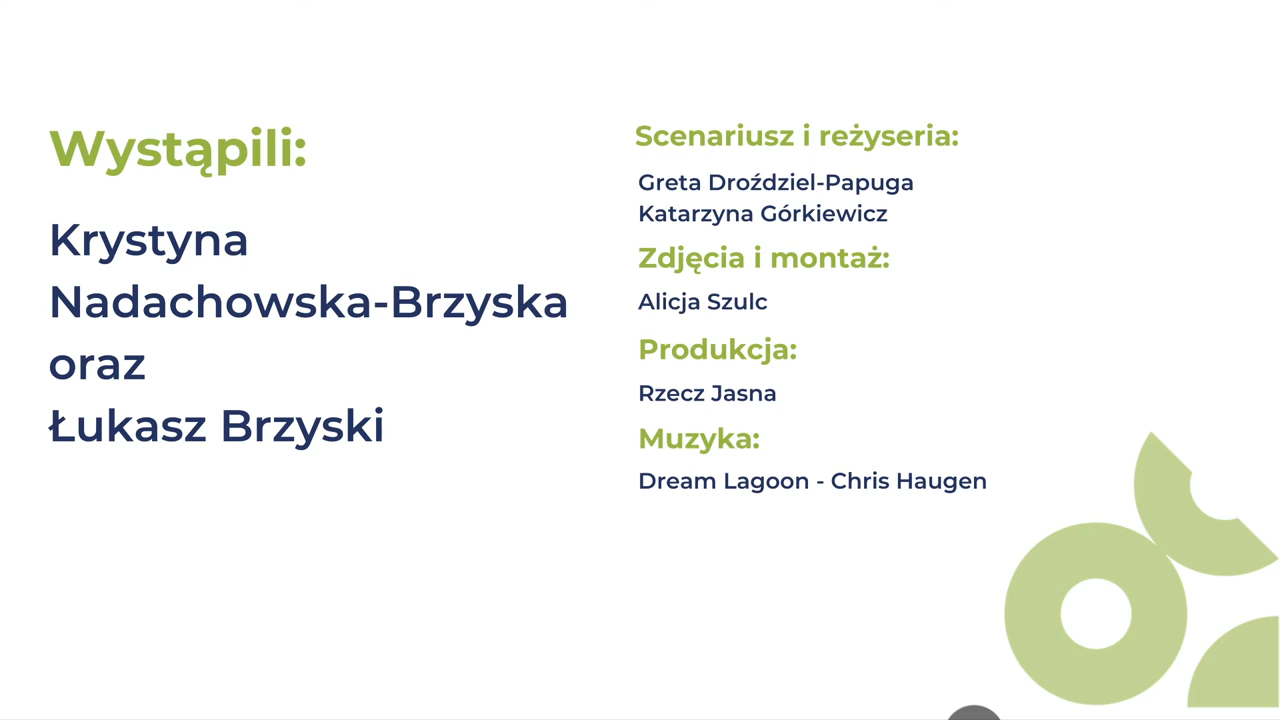 Wystąpili:
Krystyna
Nadachowska-Brzyska
oraz
Łukasz Brzyski
Scenariusz i reżyseria:
Greta Droździel-Papuga
Katarzyna Górkiewicz
Zdjęcia i montaż:
Alicja Szulc
Produkcja:
Rzecz Jasna
Muzyka:
Dream Lagoon - Chris Haugen